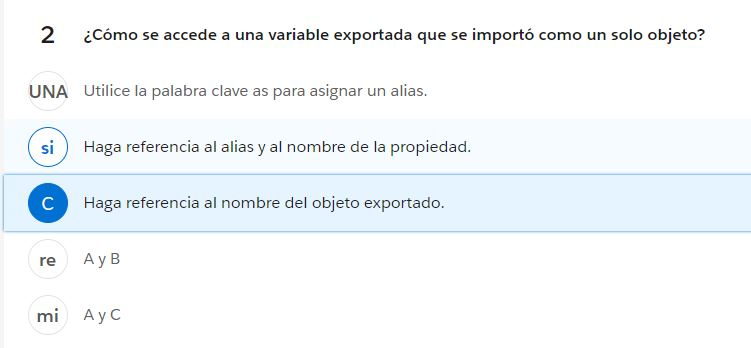 2 ¿Cómo se accede a una variable exportada que se importó como un solo objeto?
UNA Utilice la palabra clave as para asignar un alias.
si Haga referencia al alias y al nombre de la propiedad.
C Haga referencia al nombre del objeto exportado.
re A y B
mi A y C